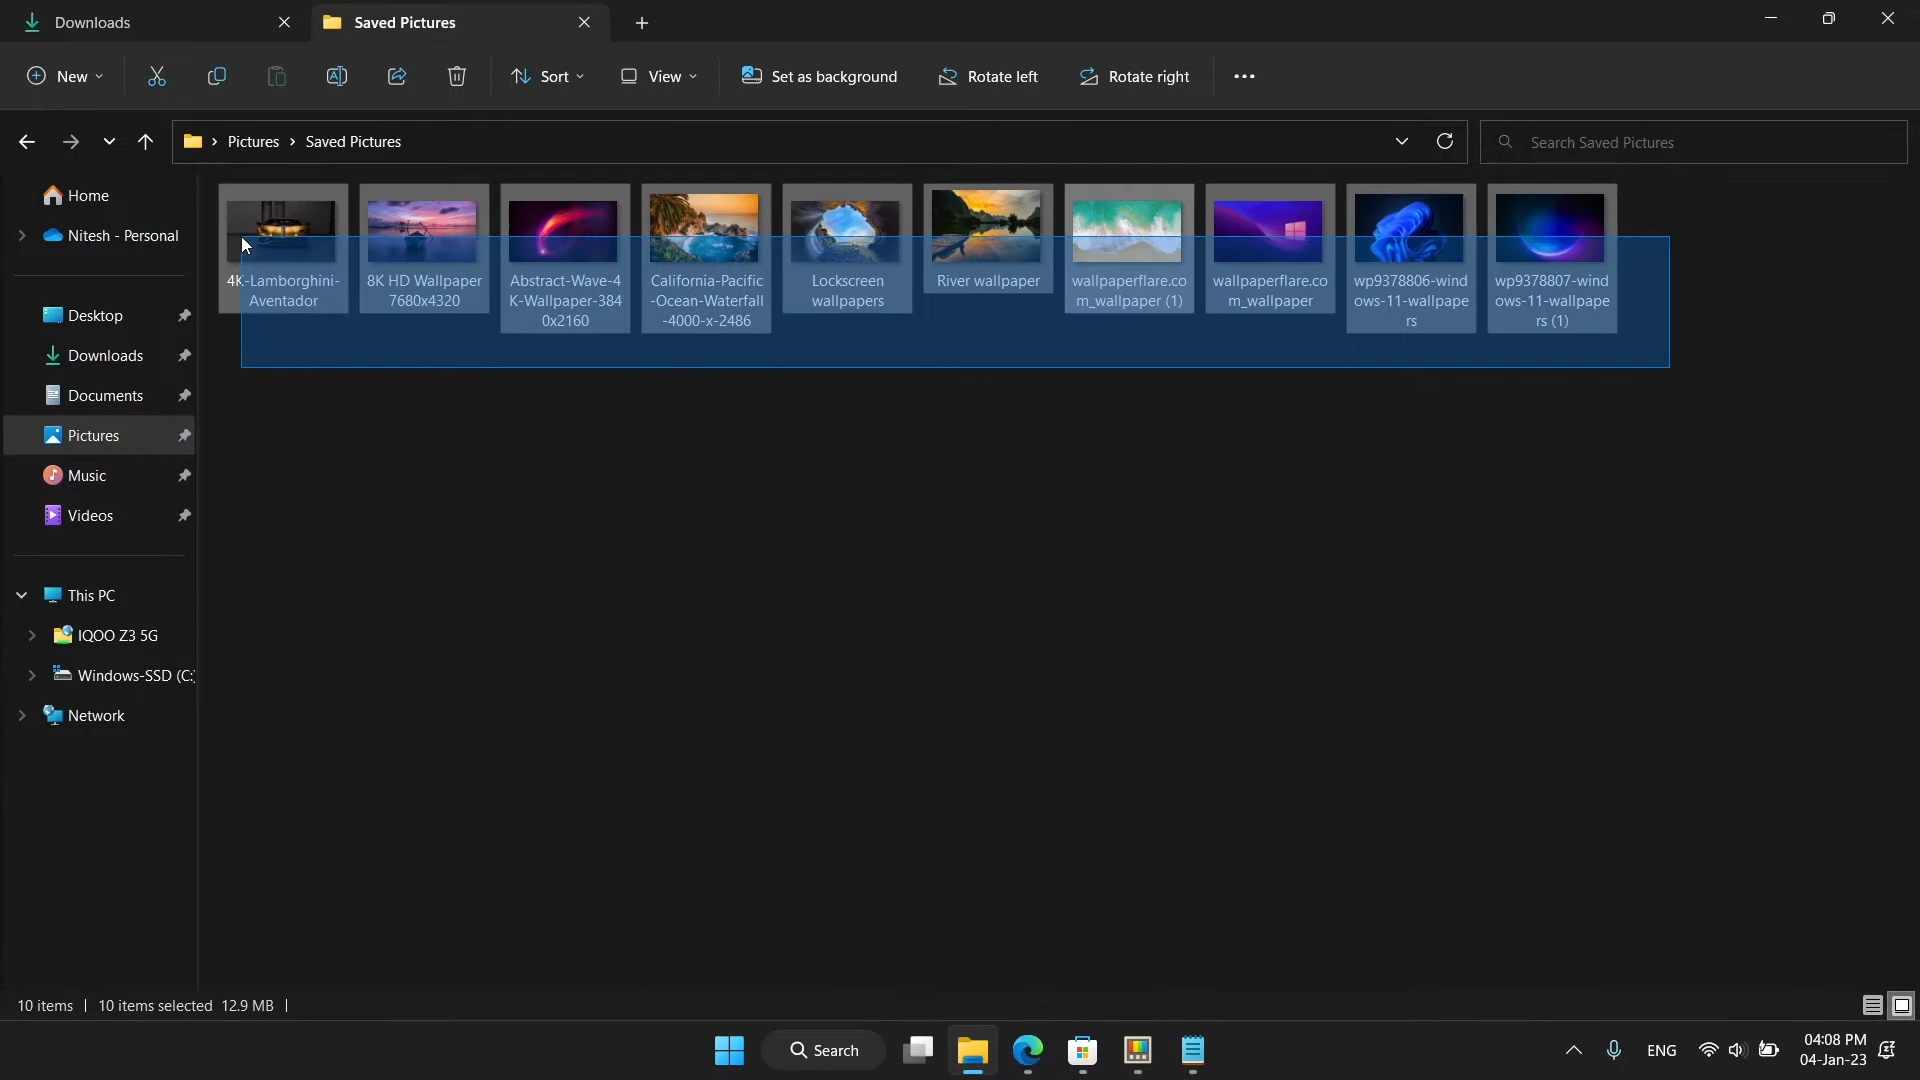 Downloads
Saved Pictures
New
Sort
View
Set as background
Rotate left
Rotate right
Pictures
Saved Pictures
Search Saved Pictures
Home
Nitesh - Personal
Desktop
Downloads
Documents
Pictures
Music
Videos
This PC
IQOO Z3 5G
Windows-SSD (C:)
Network
4K-Lamborghini-
Aventador
8K HD Wallpaper
7680x4320
Abstract-Wave-4
K-Wallpaper-384
0x2160
California-Pacific
-Ocean-Waterfall
-4000-x-2486
Lockscreen
wallpapers
River wallpaper
wallpaperflare.co
m_wallpaper (1)
wallpaperflare.co
m_wallpaper
wp9378806-wind
ows-11-wallpape
rs
wp9378807-wind
ows-11-wallpape
rs (1)
10 items
10 items selected 12.9 MB
Search
ENG
04:08 PM
04-Jan-23